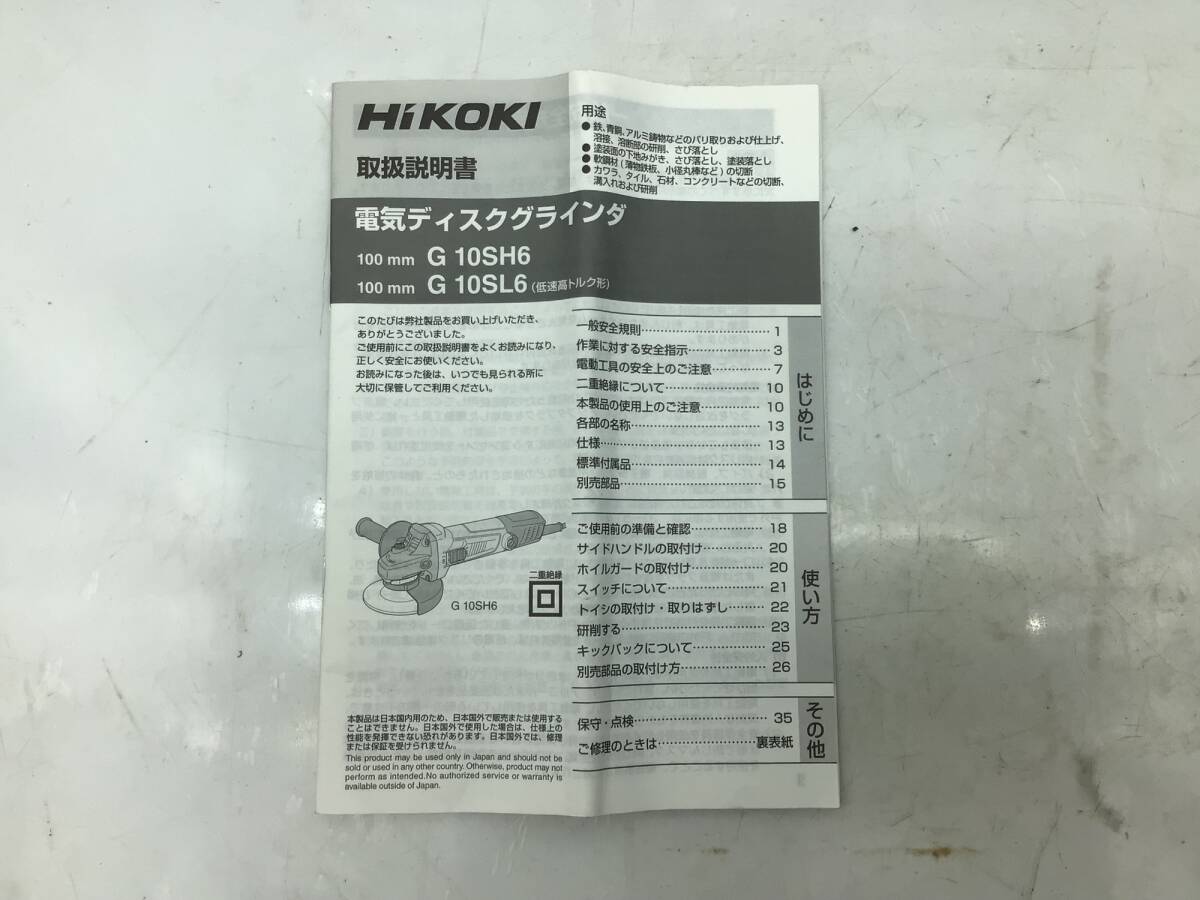 HiKOKI
取扱説明書
用途
●鉄、青銅、アルミ鋳物などのバリ取りおよび仕上げ、
溶接、溶断部の研削、さび落とし
●塗装面の下地みがき、さび落とし、塗装落とし
●軟鋼材(薄物鉄板、小径丸棒など)の切断
●カワラ、タイル、石材、コンクリートなどの切断、
溝入れおよび研削
電気ディスクグラインダ
100 mm G 10SH6
100 mm G 10SL6 (低速高トルク形)
このたびは弊社製品をお買い上げいただき、
ありがとうございました。
ご使用前にこの取扱説明書をよくお読みになり、
正しく安全にお使いください。
お読みになった後は、いつでも見られる所に
大切に保管してご利用ください。
G 10SH6
二重絶縁
本製品は日本国内用のため、日本国外で販売または使用する
ことはできません。日本国外で使用した場合は、仕様上の
性能を発揮できない恐れがあります。日本国外では、修理
または保証を受けられません。
This product may be used only in Japan and should not be
sold or used in any other country. Otherwise, product may not
perform as intended. No authorized service or warranty is
available outside of Japan.
はじめに
一般安全規則……………………1
作業に対する安全指示……………3
電動工具の安全上のご注意………7
二重絶縁について………………10
本製品の使用上のご注意………10
各部の名称………………………13
仕様………………………………13
標準付属品………………………14
別売部品…………………………15
使い方
ご使用前の準備と確認…………18
サイドハンドルの取付け………20
ホイルガードの取付け…………20
スイッチについて………………21
トイシの取付け・取りはずし……22
研削する…………………………23
キックバックについて…………25
別売部品の取付け方……………26
その他
保守・点検………………………35
ご修理のときは………………裏表紙